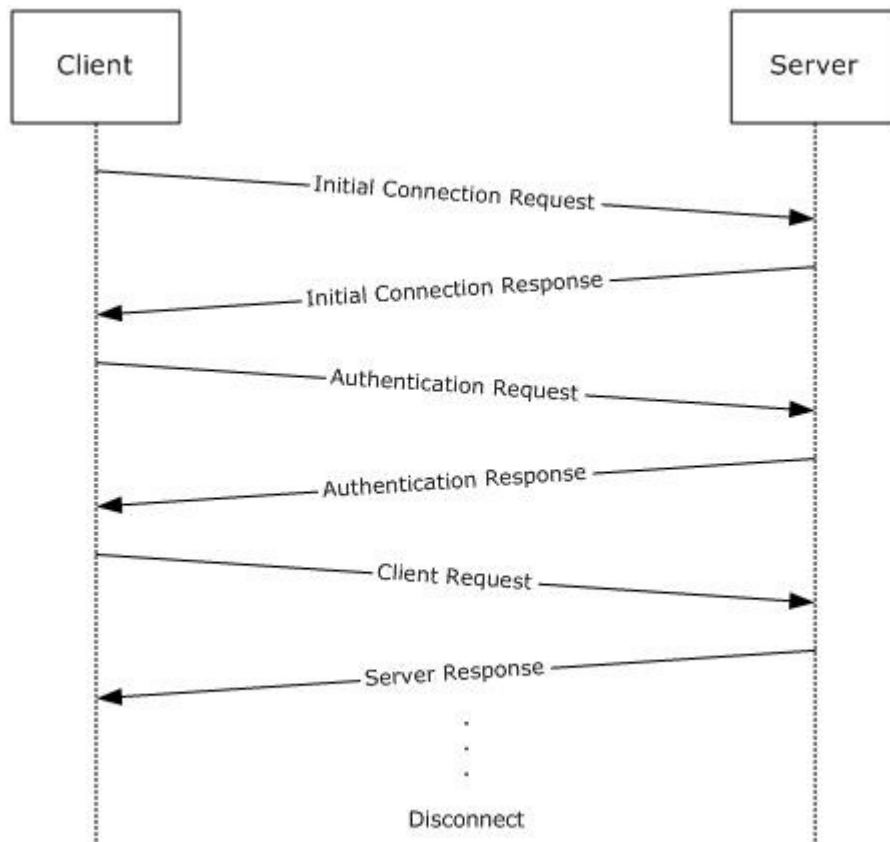 Client
Server
Initial Connection Request
Initial Connection Response
Authentication Request
Authentication Response
Client Request
Server Response
.
.
.
Disconnect